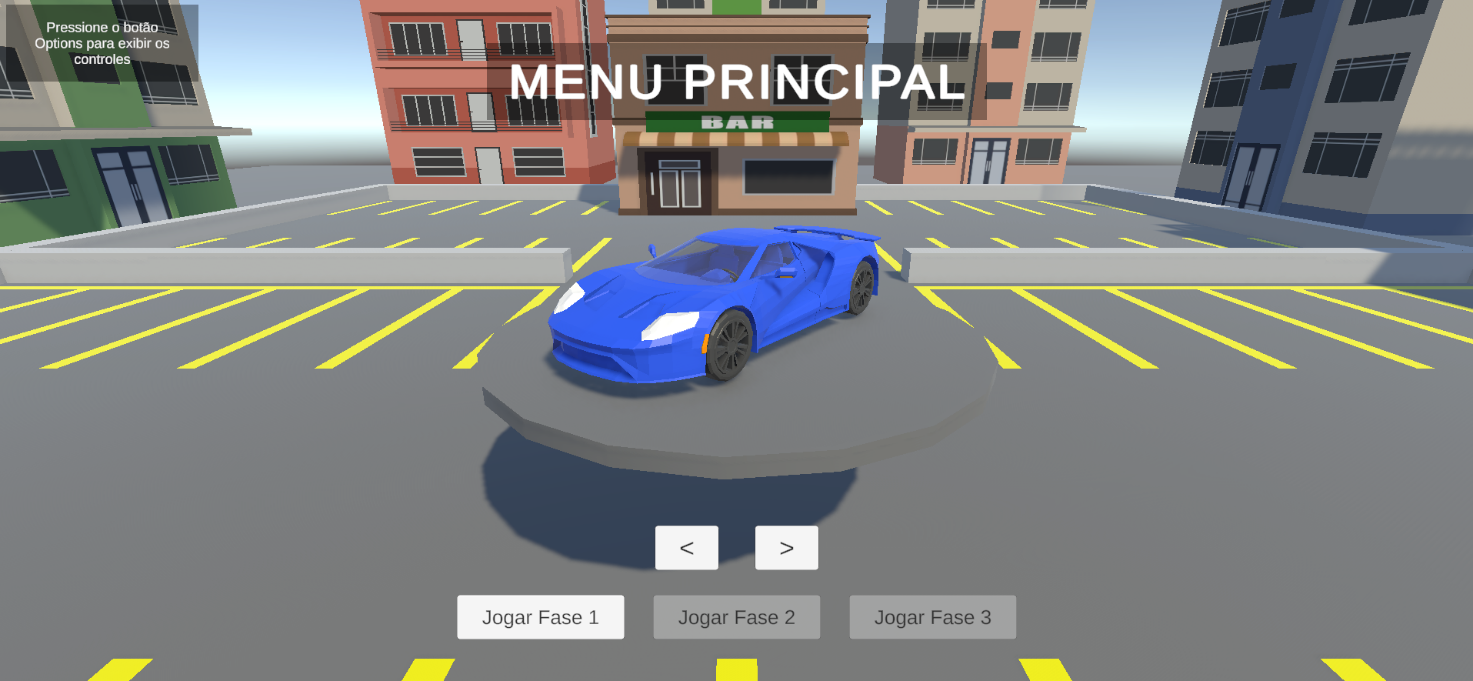 Pressione o botão
Options para exibir os
controles
MENU PRINCIPAL
BAR
<
>
Jogar Fase 1
Jogar Fase 2
Jogar Fase 3